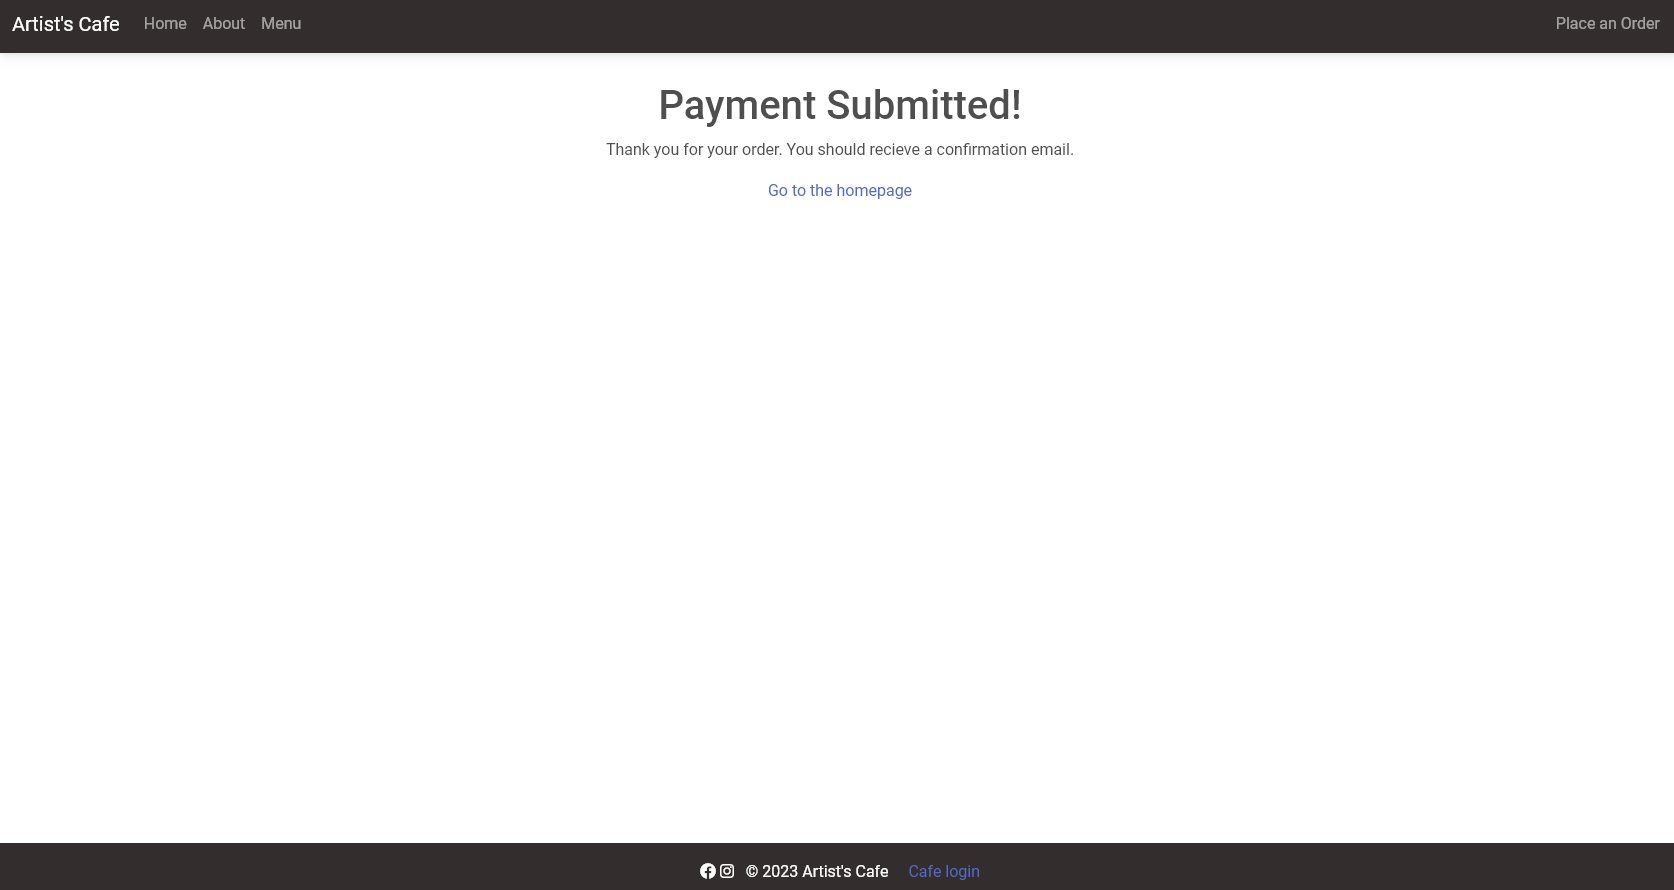 Artist's Cafe Home About Menu Place an Order
Payment Submitted!
Thank you for your order. You should recieve a confirmation email.
Go to the homepage
© 2023 Artist's Cafe Cafe login